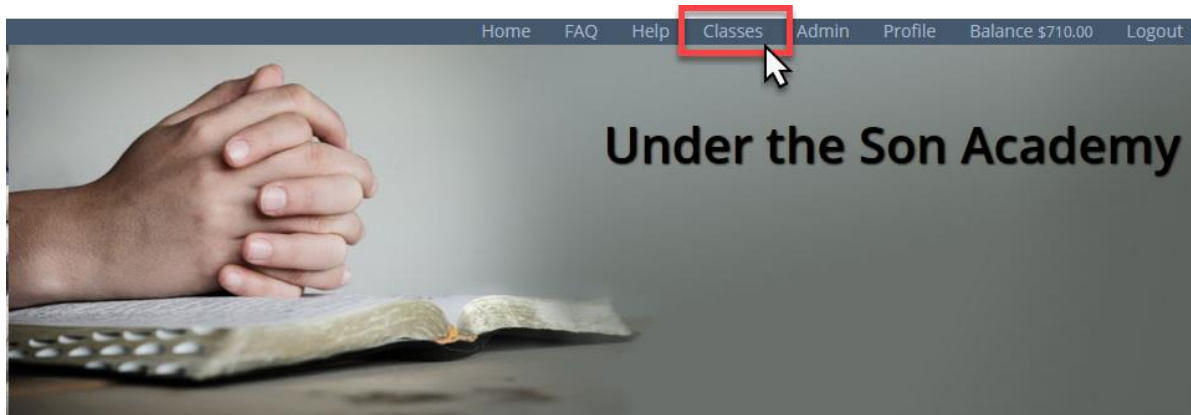 Home FAQ Help Classes Admin Profile Balance $710.00 Logout
Under the Son Academy